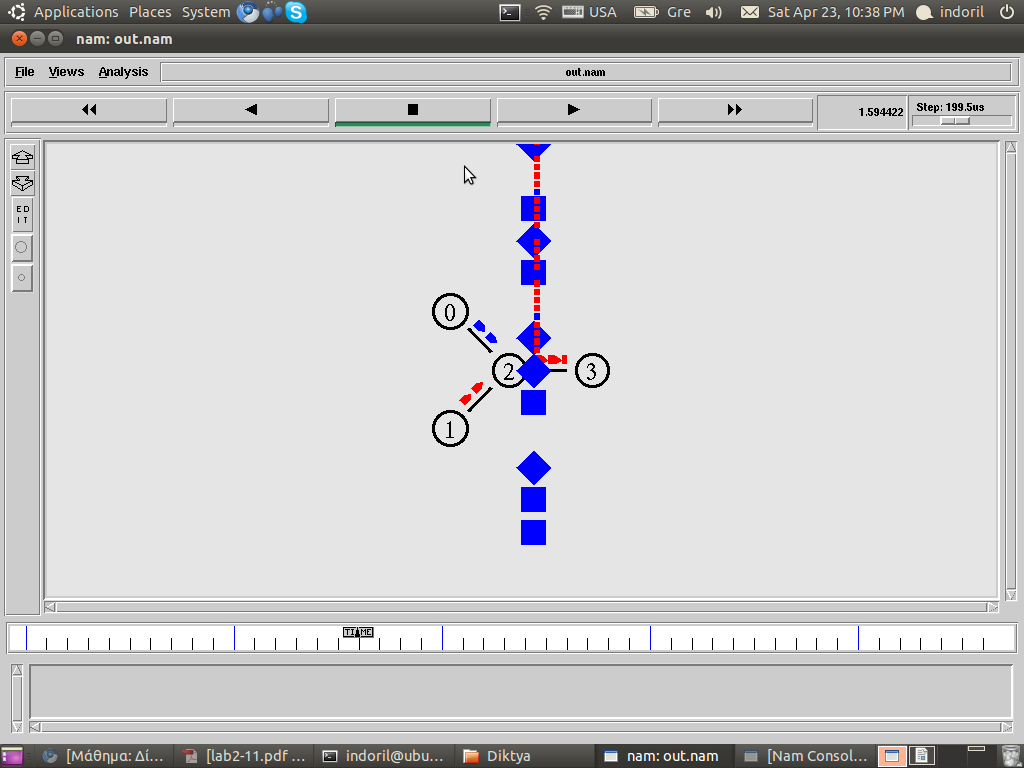 Applications Places System USA Gre Sat Apr 23, 10:38 PM indoril
nam: out.nam
File Views Analysis out.nam
1.594422 Step: 199.5us
ED
IT
0
2 3
1
TIME
[Μάθημα: Δί... [lab2-11.pdf ... indoril@ubu... Diktya nam: out.nam [Nam Consol...